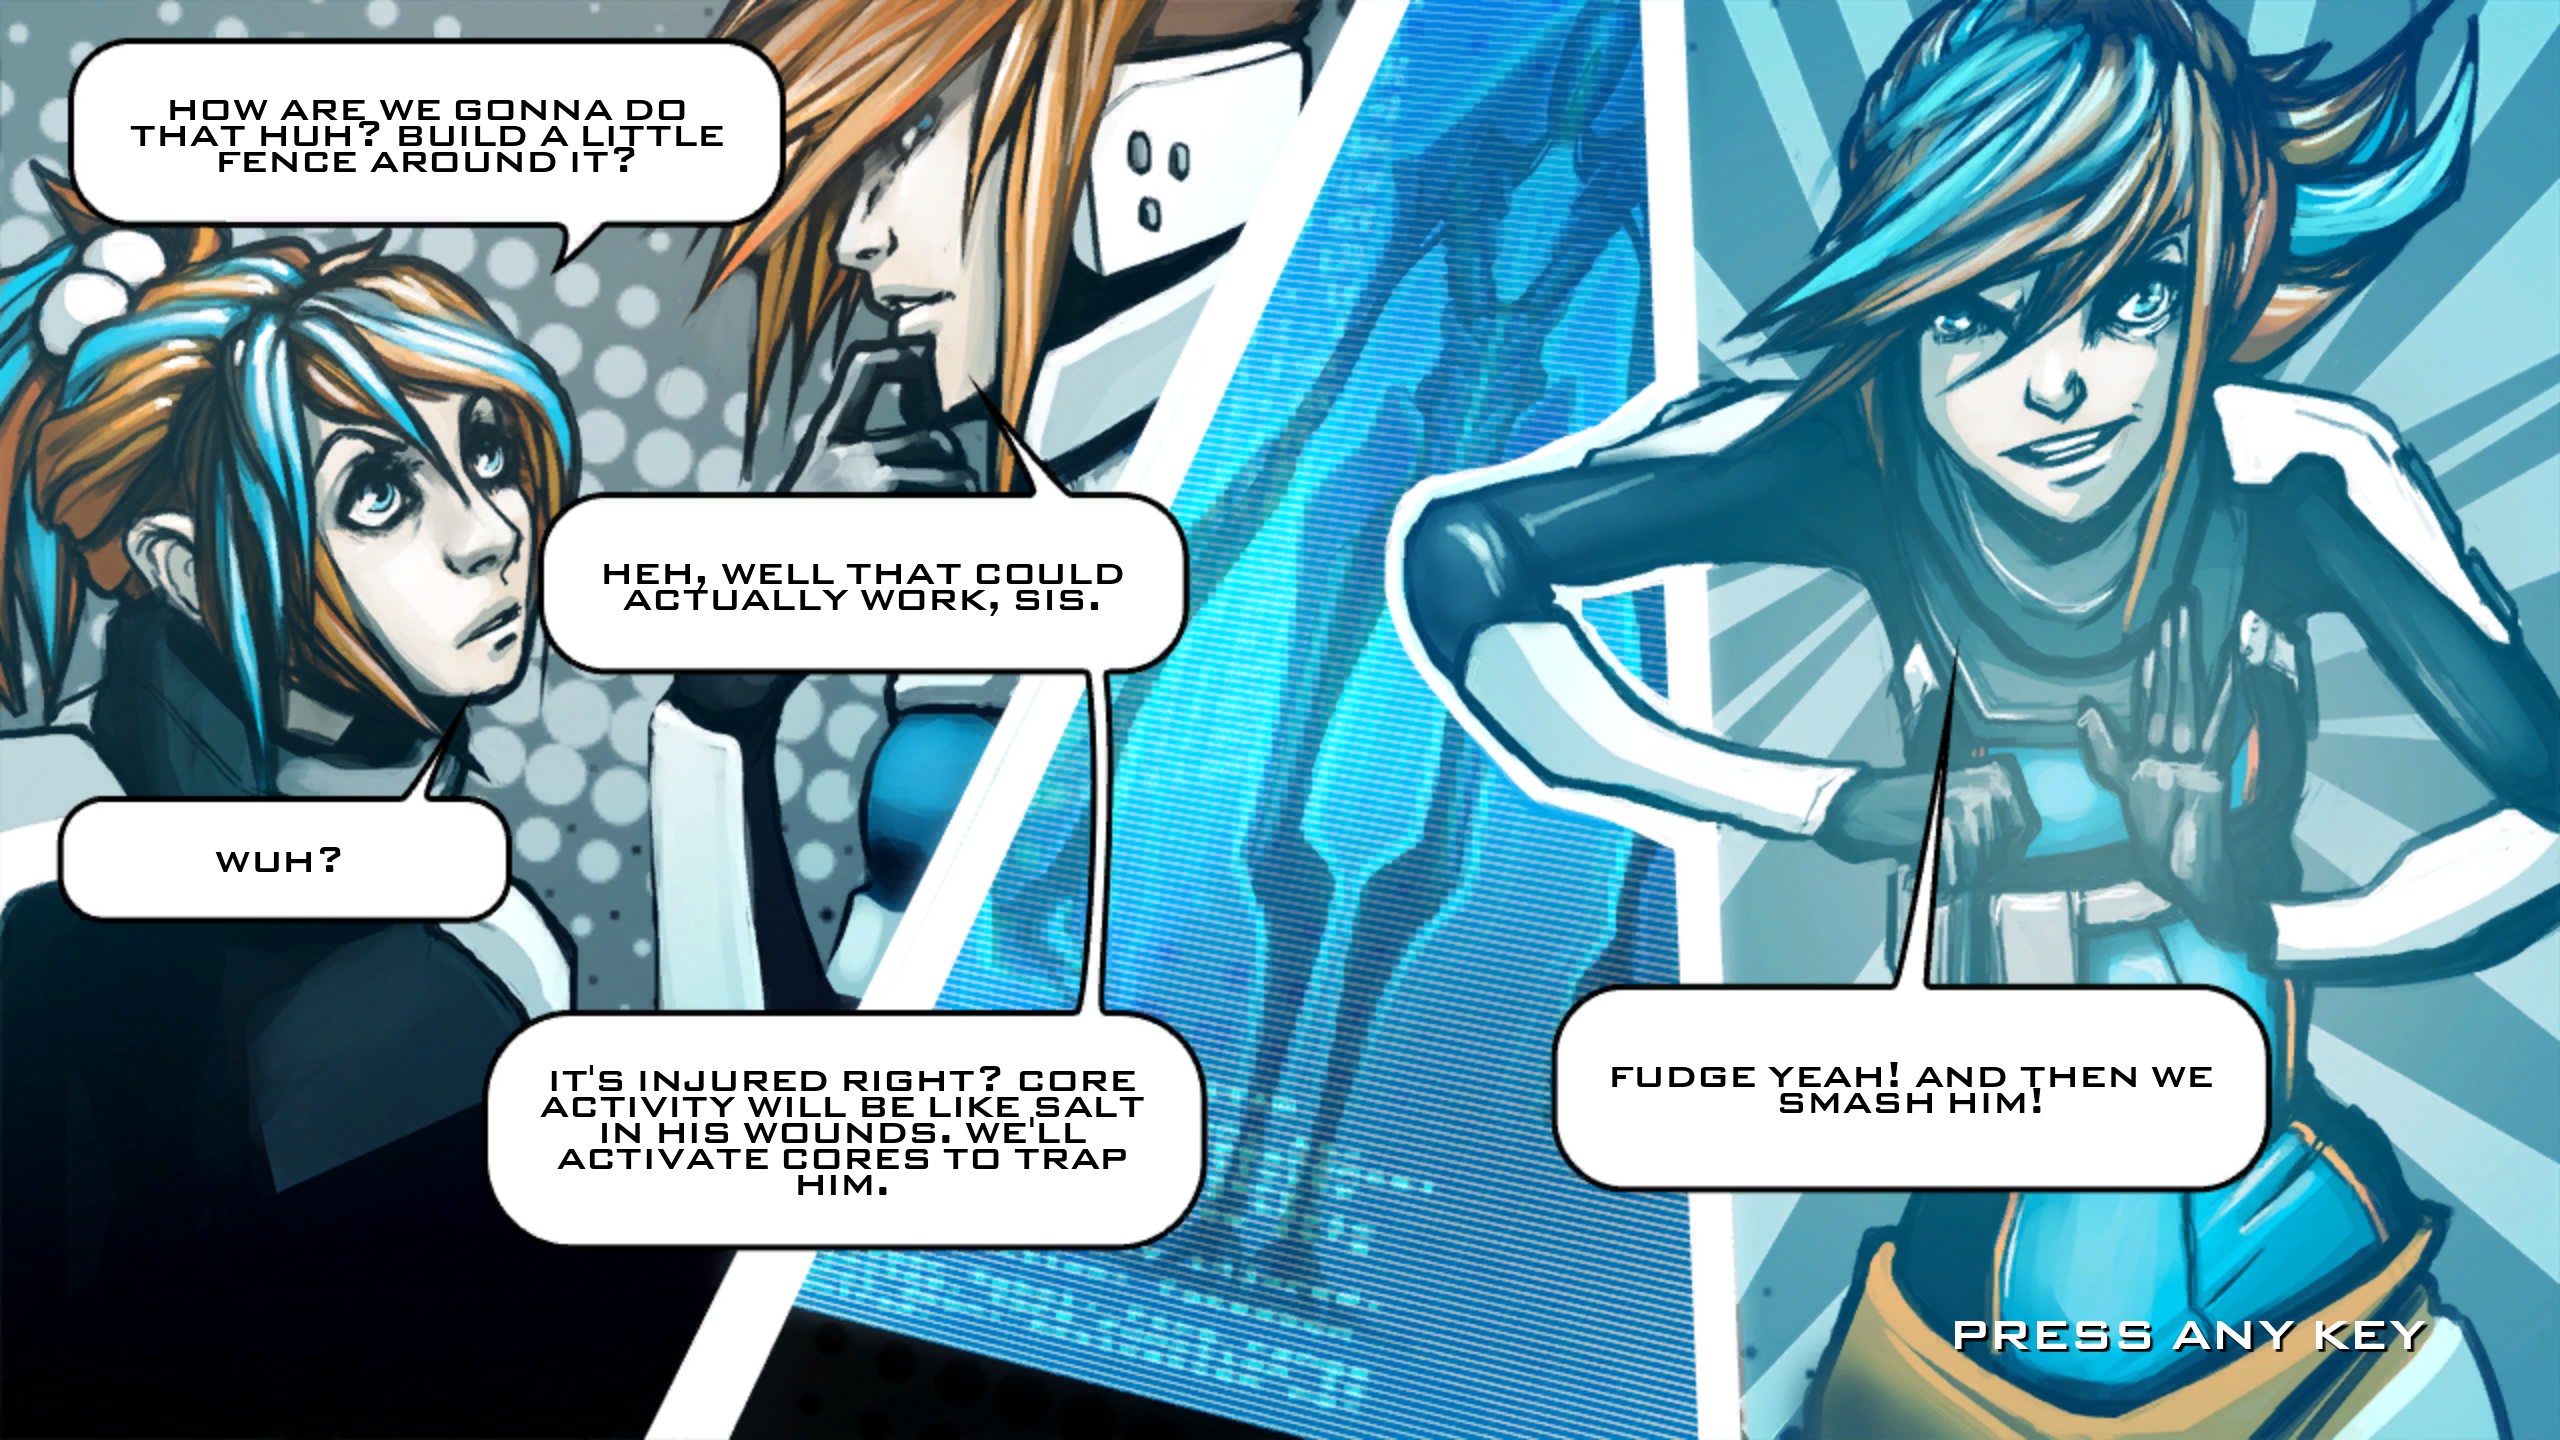 HOW ARE WE GONNA DO
THAT HUH? BUILD A LITTLE
FENCE AROUND IT?
HEH, WELL THAT COULD
ACTUALLY WORK, SIS.
WUH?
IT'S INJURED RIGHT? CORE
ACTIVITY WILL BE LIKE SALT
IN HIS WOUNDS. WE'LL
ACTIVATE CORES TO TRAP
HIM.
FUDGE YEAH! AND THEN WE
SMASH HIM!
PRESS ANY KEY